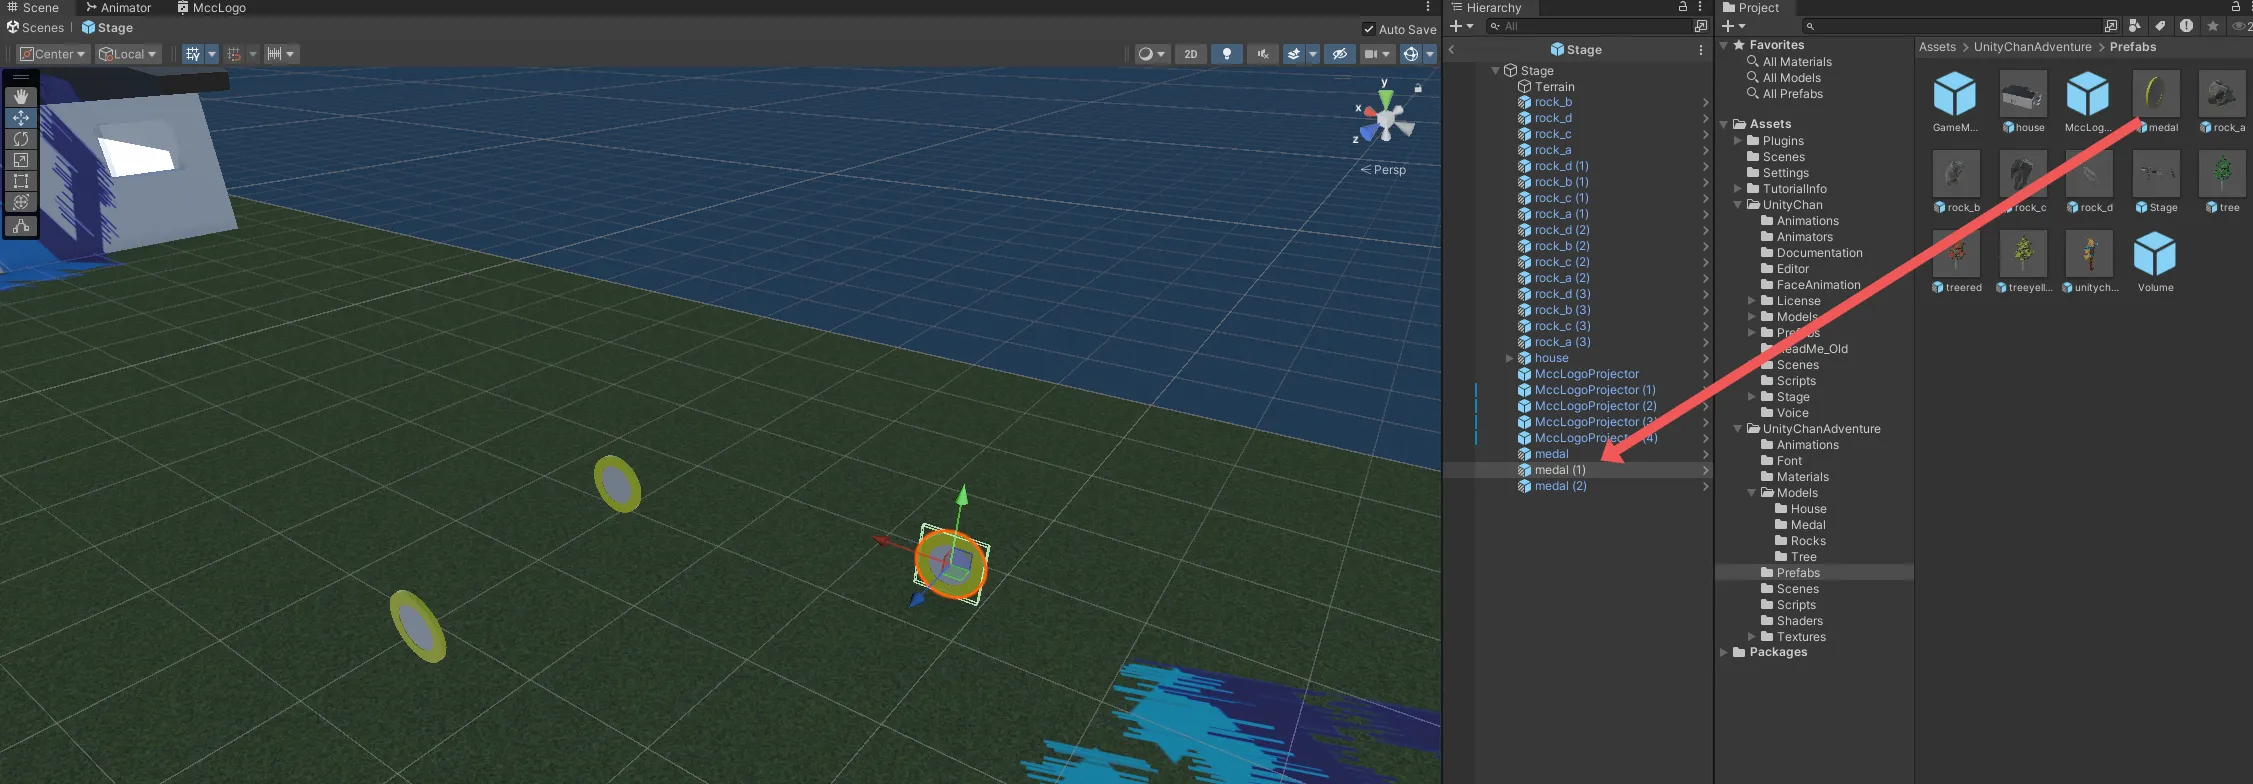 Scene Animator MccLogo
Scenes Stage
Auto Save
Center Local
2D
y
x
z
Persp
Hierarchy
All
Stage
Stage
Terrain
rock_b
rock_d
rock_c
rock_a
rock_d (1)
rock_b (1)
rock_c (1)
rock_a (1)
rock_d (2)
rock_b (2)
rock_c (2)
rock_a (2)
rock_d (3)
rock_b (3)
rock_c (3)
rock_a (3)
house
MccLogoProjector
MccLogoProjector (1)
MccLogoProjector (2)
MccLogoProjector (3)
MccLogoProjector (4)
medal
medal (1)
medal (2)
Project
2
Favorites
All Materials
All Models
All Prefabs
Assets
Plugins
Scenes
Settings
TutorialInfo
UnityChan
Animations
Animators
Documentation
Editor
FaceAnimation
License
Models
Prefabs
ReadMe_Old
Scenes
Scripts
Stage
Voice
UnityChanAdventure
Animations
Font
Materials
Models
House
Medal
Rocks
Tree
Prefabs
Scenes
Scripts
Shaders
Textures
Packages
Assets > UnityChanAdventure > Prefabs
GameM... house MccLog... medal rock_a
rock_b rock_c rock_d Stage tree
treered treeyell... unitych... Volume